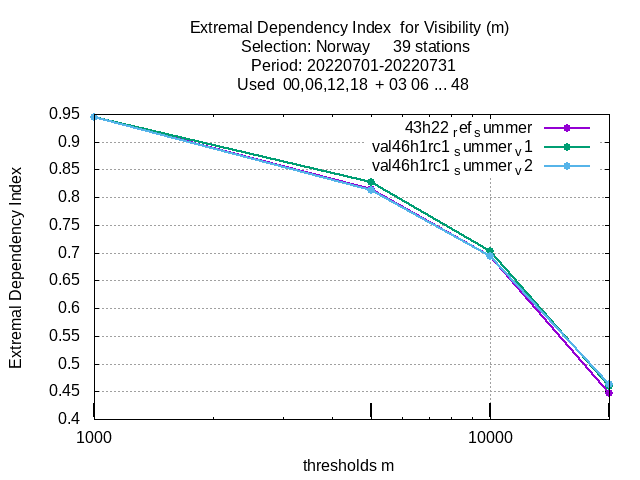 Extremal Dependency Index  for Visibility (m)
Selection: Norway     39 stations
Period: 20220701-20220731
Used  00,06,12,18  + 03 06 ... 48
43h22 ref summer
val46h1rc1 summer v1
val46h1rc1 summer v2
Extremal Dependency Index
0.95
0.9
0.85
0.8
0.75
0.7
0.65
0.6
0.55
0.5
0.45
0.4
1000
10000
thresholds m